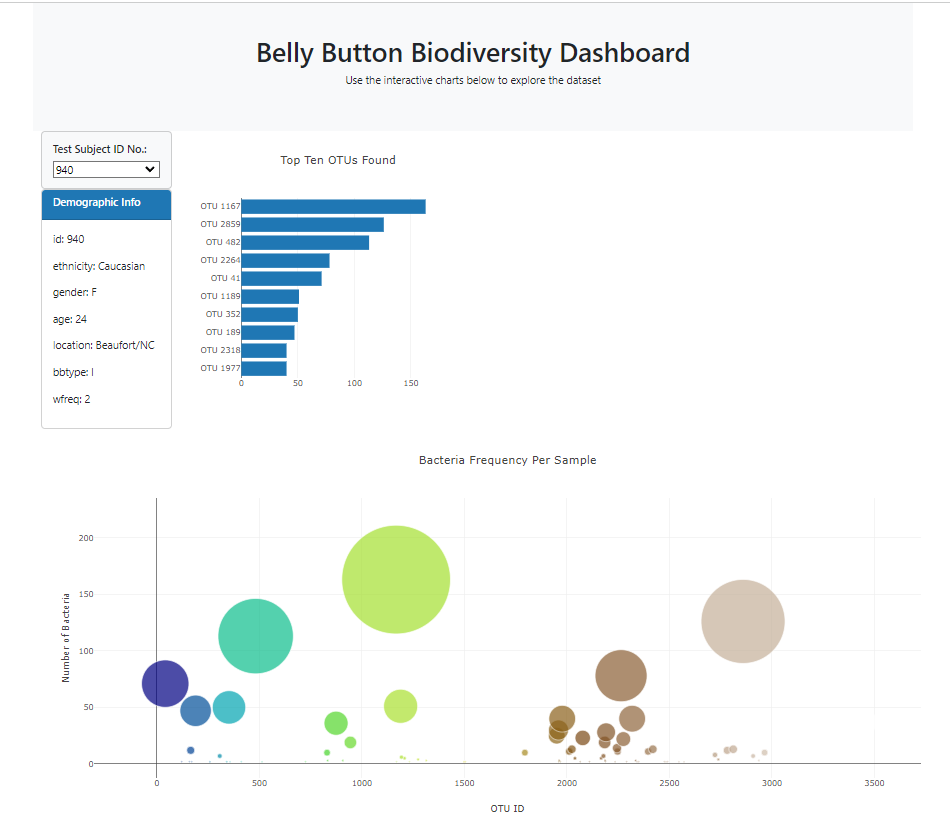 Belly Button Biodiversity Dashboard
Use the interactive charts below to explore the dataset
Test Subject ID No.:
940
Demographic Info
id: 940
ethnicity: Caucasian
gender: F
age: 24
location: Beaufort/NC
bbtype: I
wfreq: 2
Top Ten OTUs Found
OTU 1167
OTU 2859
OTU 482
OTU 2264
OTU 41
OTU 1189
OTU 352
OTU 189
OTU 2318
OTU 1977
0 50 100 150
Bacteria Frequency Per Sample
Number of Bacteria
200
150
100
50
0
0 500 1000 1500 2000 2500 3000 3500
OTU ID